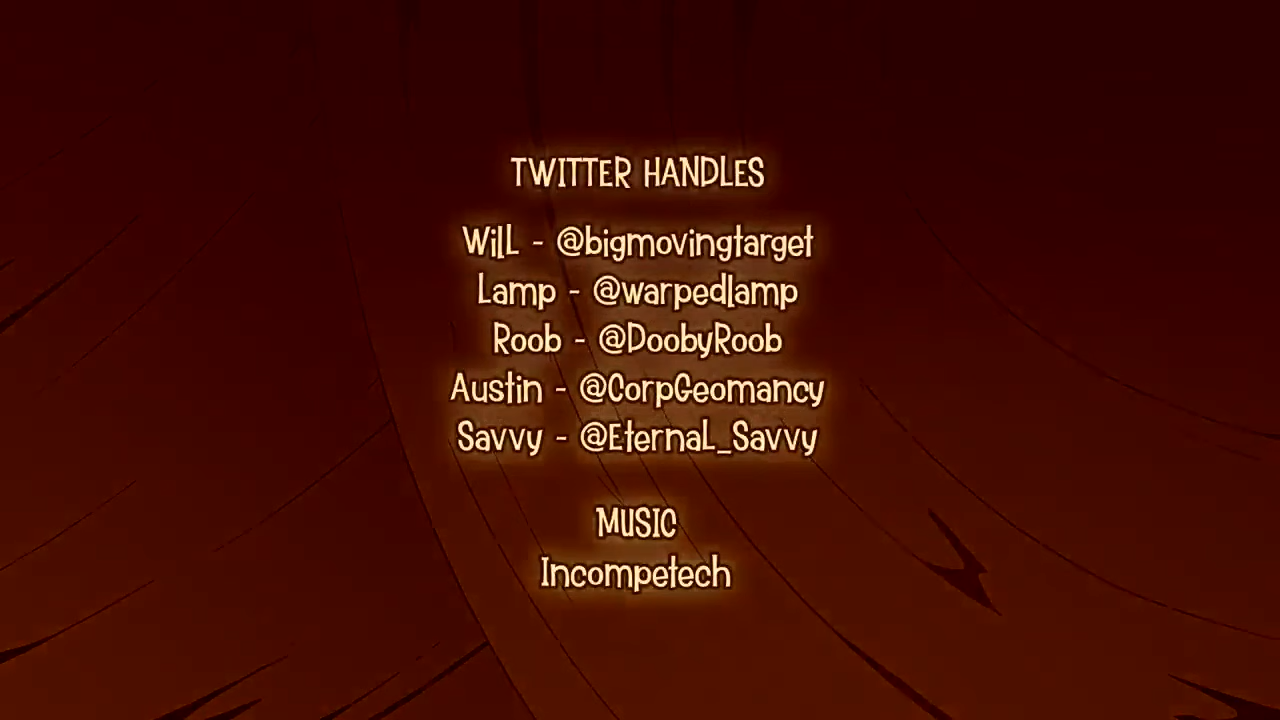 TWITTER HANDLES
Will - @bigmovingtarget
Lamp - @warpedlamp
Roob - @DoobyRoob
Austin - @CorpGeomancy
Savvy - @Eternal_Savvy
MUSIC
Incompetech